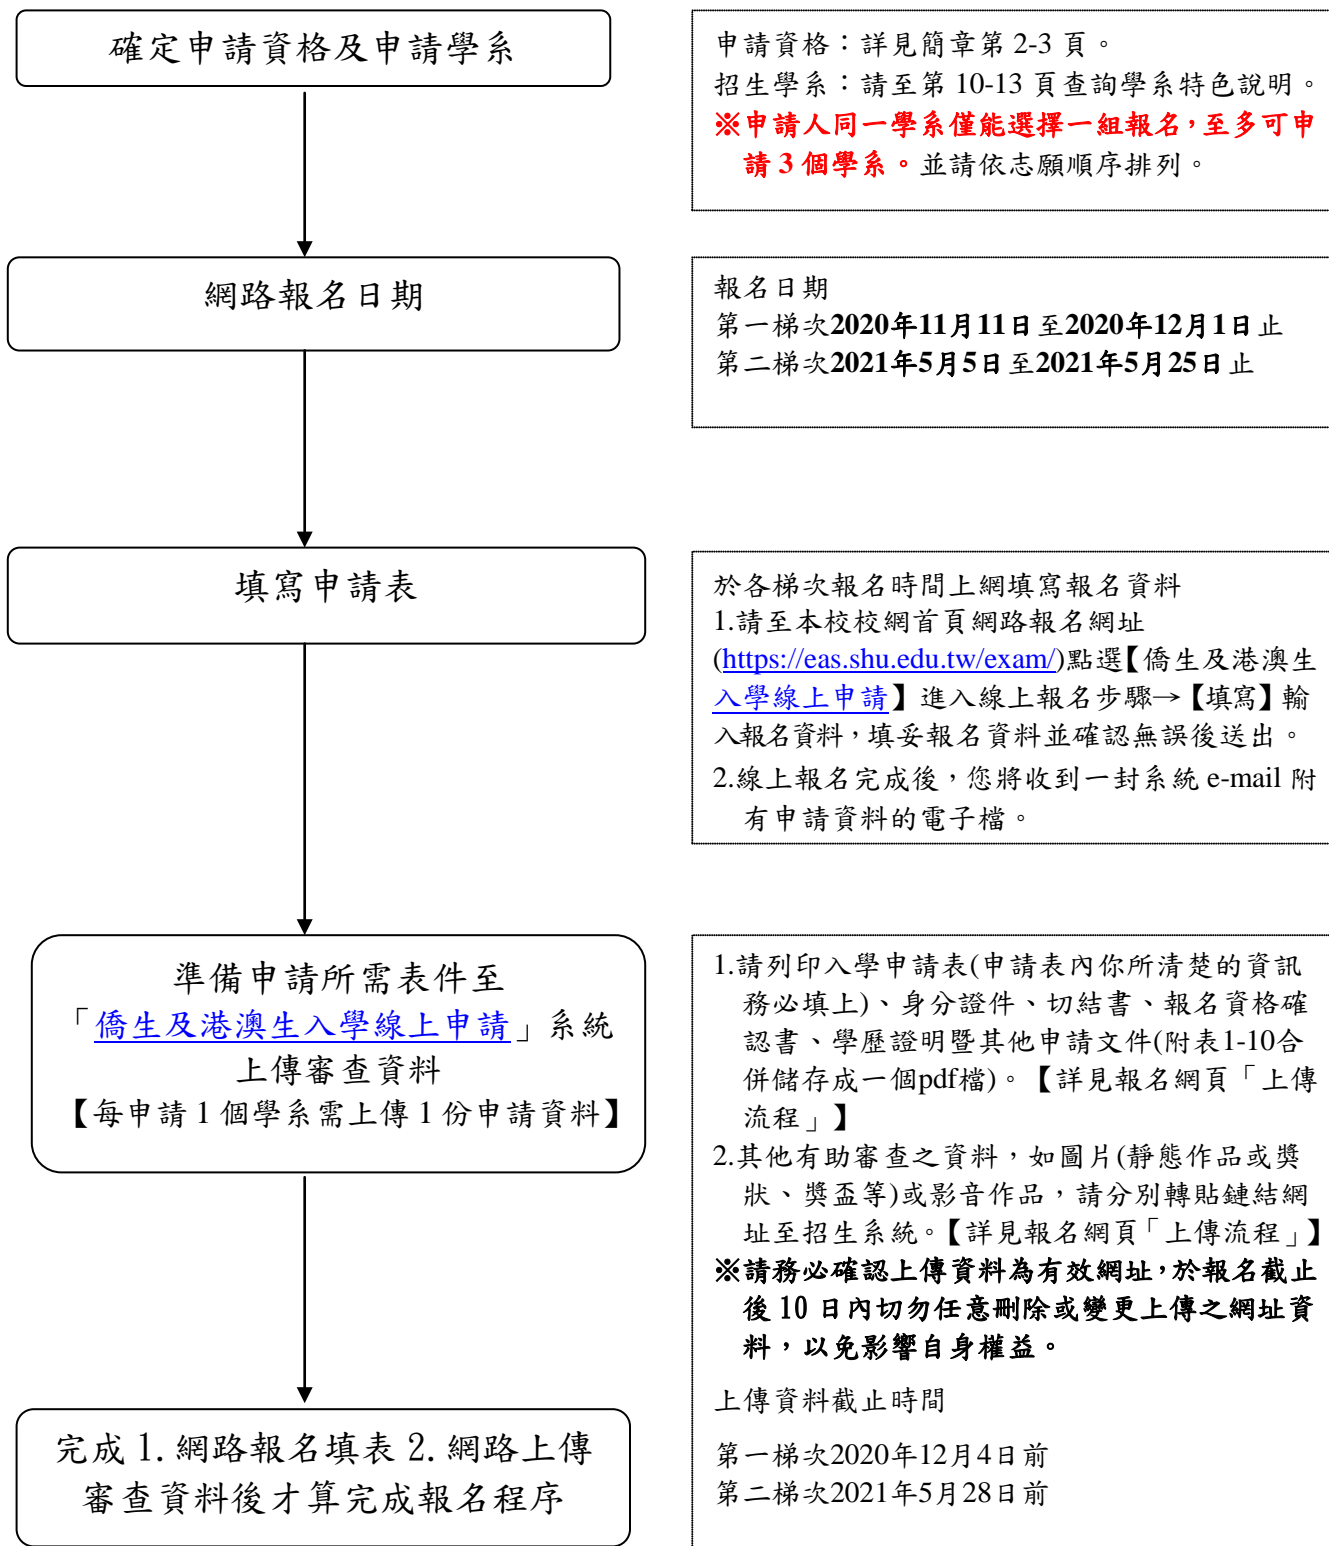 確定申請資格及申請學系
申請資格：詳見簡章第 2-3 頁。
招生學系：請至第 10-13 頁查詢學系特色說明。
※申請人同一學系僅能選擇一組報名，至多可申
請 3 個學系。並請依志願順序排列。
網路報名日期
報名日期
第一梯次2020年11月11日至2020年12月1日止
第二梯次2021年5月5日至2021年5月25日止
填寫申請表
於各梯次報名時間上網填寫報名資料
1.請至本校校網首頁網路報名網址
(https://eas.shu.edu.tw/exam/)點選【僑生及港澳生
入學線上申請】進入線上報名步驟→【填寫】輸
入報名資料，填妥報名資料並確認無誤後送出。
2.線上報名完成後，您將收到一封系統 e-mail 附
有申請資料的電子檔。
準備申請所需表件至
「僑生及港澳生入學線上申請」系統
上傳審查資料
【每申請 1 個學系需上傳 1 份申請資料】
1.請列印入學申請表(申請表內你所清楚的資訊
務必填上)、身分證件、切結書、報名資格確
認書、學歷證明暨其他申請文件(附表1-10合
併儲存成一個pdf檔)。【詳見報名網頁「上傳
流程」】
2.其他有助審查之資料，如圖片(靜態作品或獎
狀、獎盃等)或影音作品，請分別轉貼鏈結網
址至招生系統。【詳見報名網頁「上傳流程」】
※請務必確認上傳資料為有效網址，於報名截止
後 10 日內切勿任意刪除或變更上傳之網址資
料，以免影響自身權益。
上傳資料截止時間
第一梯次2020年12月4日前
第二梯次2021年5月28日前
完成 1. 網路報名填表 2. 網路上傳
審查資料後才算完成報名程序